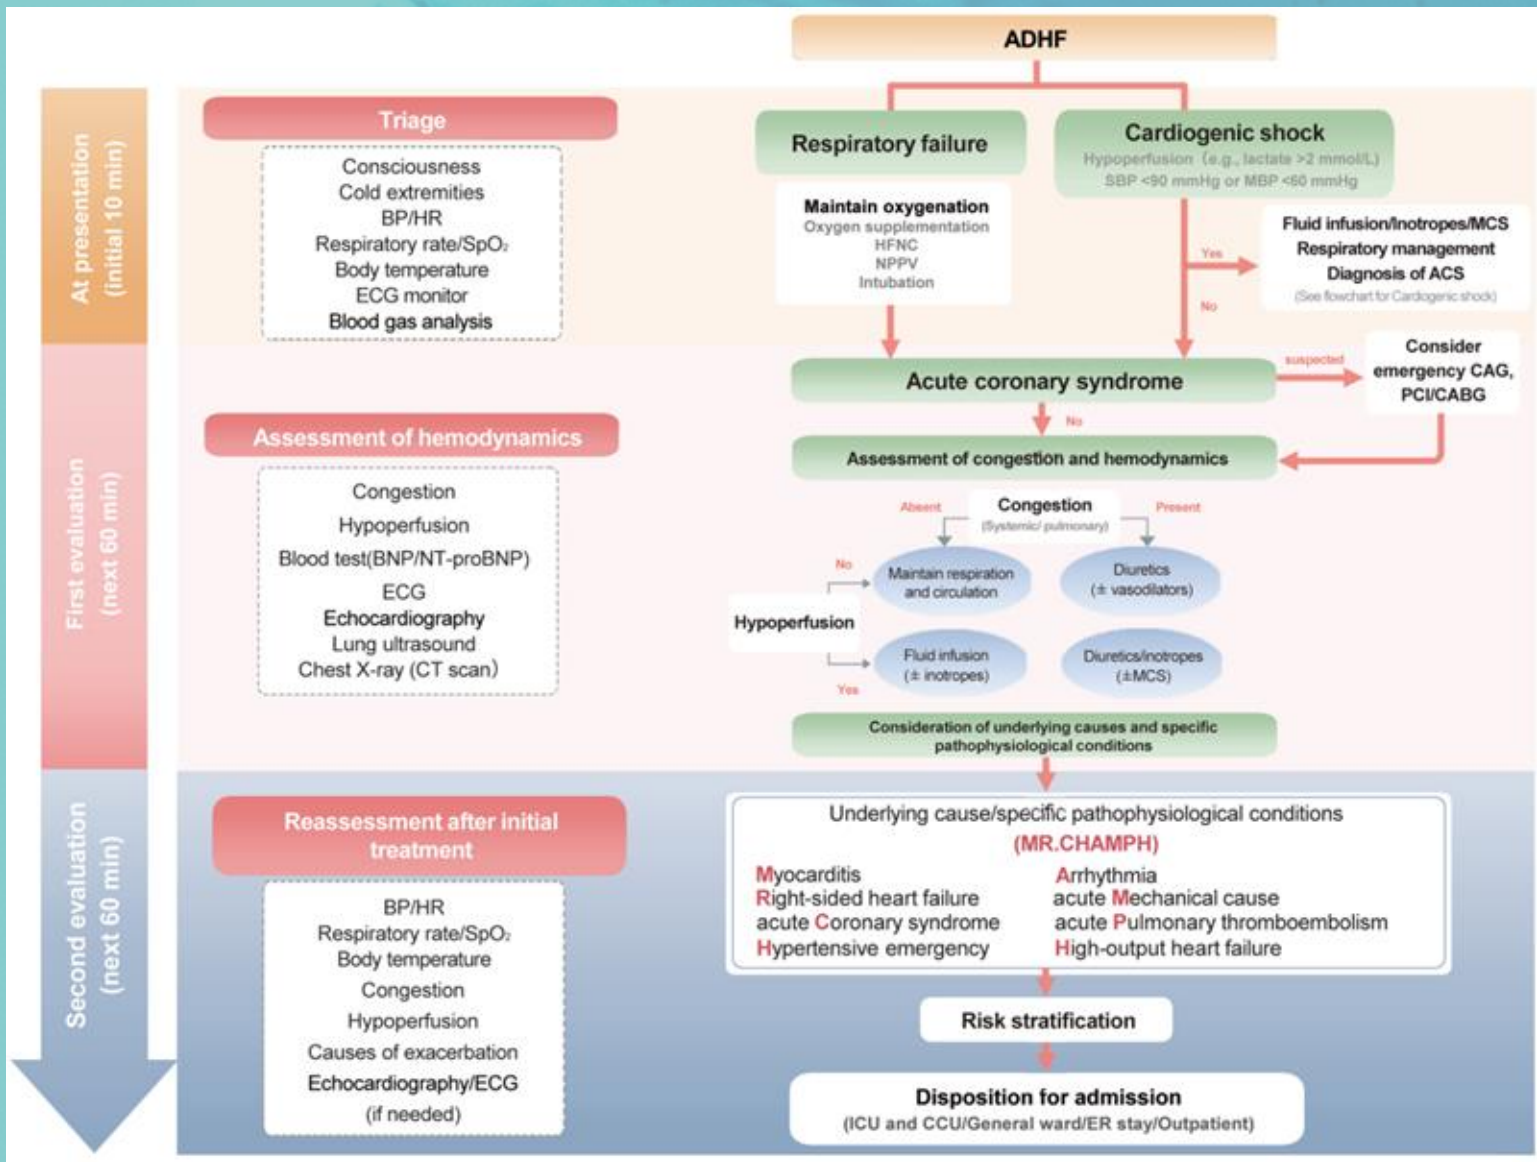 ADHF
At presentation
(initial 10 min)
Triage
Consciousness
Cold extremities
BP/HR
Respiratory rate/SpO₂
Body temperature
ECG monitor
Blood gas analysis
Respiratory failure
Maintain oxygenation
Oxygen supplementation
HFNC
NPPV
Intubation
Cardiogenic shock
Hypoperfusion (e.g., lactate >2 mmol/L)
SBP <90 mmHg or MBP <60 mmHg
Yes
Fluid infusion/Inotropes/MCS
Respiratory management
Diagnosis of ACS
(See flowchart for Cardiogenic shock)
No
First evaluation
(next 60 min)
Assessment of hemodynamics
Congestion
Hypoperfusion
Blood test(BNP/NT-proBNP)
ECG
Echocardiography
Lung ultrasound
Chest X-ray (CT scan)
Acute coronary syndrome
suspected
Consider
emergency CAG,
PCI/CABG
No
Assessment of congestion and hemodynamics
Absent
Congestion
(Systemic/ pulmonary)
Present
No
Maintain respiration
and circulation
Diuretics
(± vasodilators)
Hypoperfusion
Yes
Fluid infusion
(± inotropes)
Diuretics/inotropes
(±MCS)
Consideration of underlying causes and specific
pathophysiological conditions
Second evaluation
(next 60 min)
Reassessment after initial
treatment
BP/HR
Respiratory rate/SpO₂
Body temperature
Congestion
Hypoperfusion
Causes of exacerbation
Echocardiography/ECG
(if needed)
Underlying cause/specific pathophysiological conditions
(MR.CHAMPH)
Myocarditis
Right-sided heart failure
acute Coronary syndrome
Hypertensive emergency
Arrhythmia
acute Mechanical cause
acute Pulmonary thromboembolism
High-output heart failure
Risk stratification
Disposition for admission
(ICU and CCU/General ward/ER stay/Outpatient)